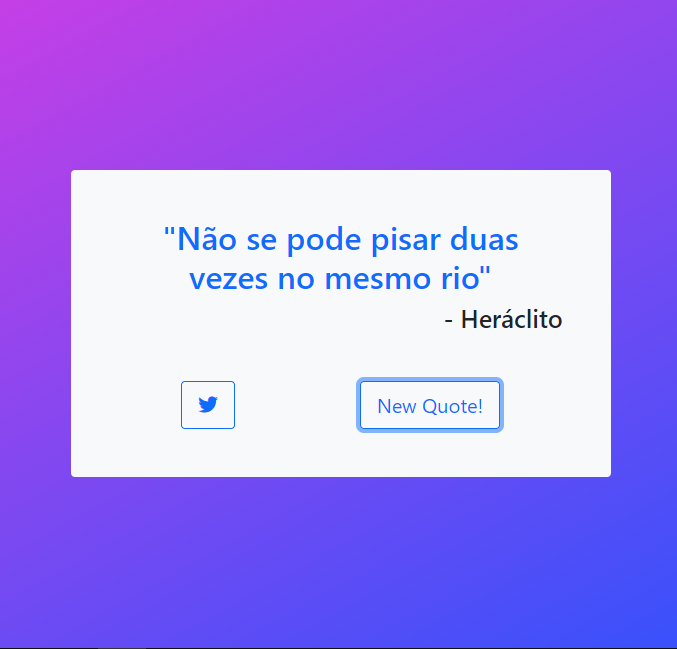 "Não se pode pisar duas
vezes no mesmo rio"
- Heráclito
New Quote!